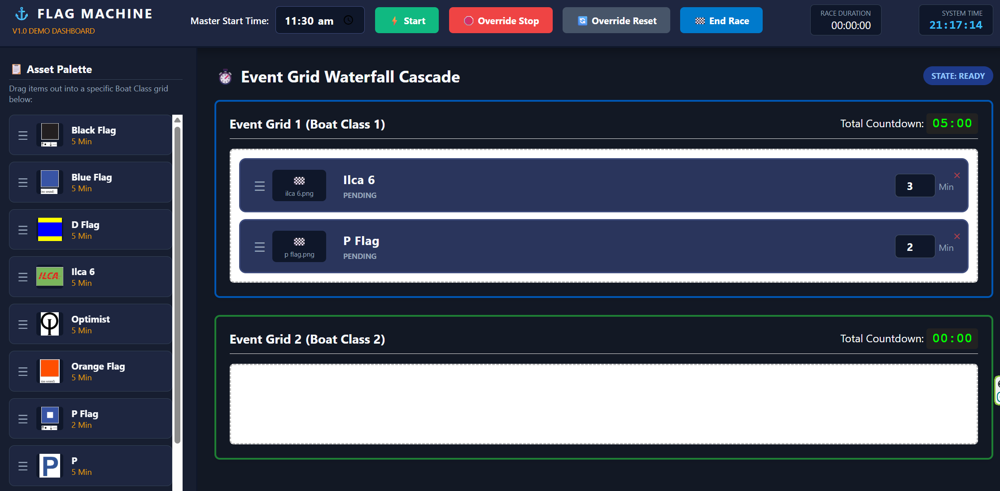 FLAG MACHINE
V1.0 DEMO DASHBOARD
Master Start Time:
11:30 am
Start
Override Stop
Override Reset
End Race
RACE DURATION
00:00:00
SYSTEM TIME
21:17:14
Asset Palette
Drag items out into a specific Boat Class grid
below:
Black Flag
5 Min
Blue Flag
5 Min
(no sound)
D Flag
5 Min
ILCA
Ilca 6
5 Min
Optimist
5 Min
Orange Flag
5 Min
(no sound)
P Flag
2 Min
P
P
5 Min
Event Grid Waterfall Cascade
STATE: READY
Event Grid 1 (Boat Class 1)
Total Countdown: 05:00
ilca 6.png
Ilca 6
PENDING
3 Min
p flag.png
P Flag
PENDING
2 Min
Event Grid 2 (Boat Class 2)
Total Countdown: 00:00